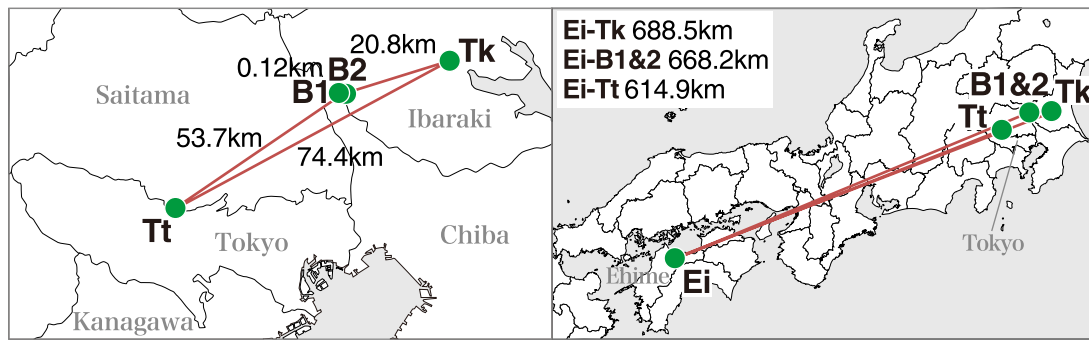 20.8km
Tk
0.12km
B2
B1
Saitama
Ibaraki
53.7km
74.4km
Tt
Tokyo
Chiba
Kanagawa
Ei-Tk 688.5km
Ei-B1&2 668.2km
Ei-Tt 614.9km
B1&2
Tk
Tt
Tokyo
Ehime
Ei